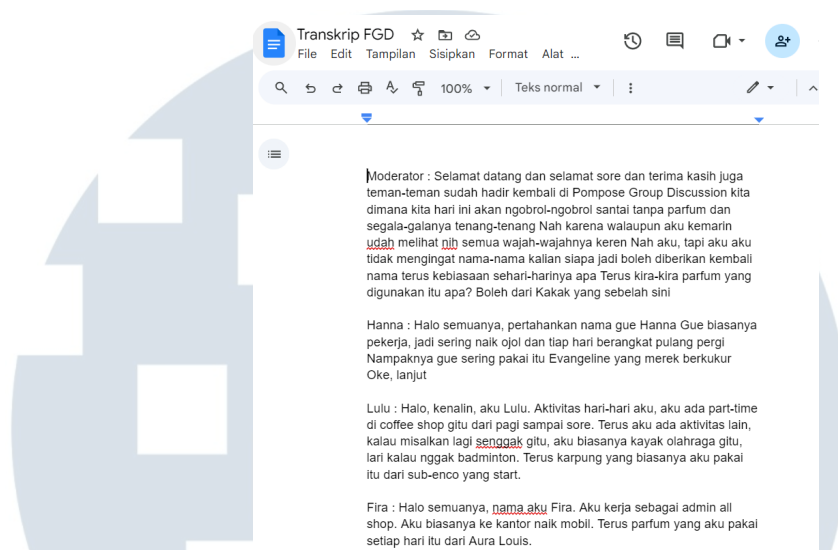 Transkrip FGD
File Edit Tampilan Sisipkan Format Alat ...
100% Teks normal
Moderator : Selamat datang dan selamat sore dan terima kasih juga
teman-teman sudah hadir kembali di Pompose Group Discussion kita
dimana kita hari ini akan ngobrol-ngobrol santai tanpa parfum dan
segala-galanya tenang-tenang Nah karena walaupun aku kemarin
udah melihat nih semua wajah-wajahnya keren Nah aku, tapi aku aku
tidak mengingat nama-nama kalian siapa jadi boleh diberikan kembali
nama terus kebiasaan sehari-harinya apa Terus kira-kira parfum yang
digunakan itu apa? Boleh dari Kakak yang sebelah sini
Hanna : Halo semuanya, pertahankan nama gue Hanna Gue biasanya
pekerja, jadi sering naik ojol dan tiap hari berangkat pulang pergi
Nampaknya gue sering pakai itu Evangeline yang merek berkukur
Oke, lanjut
Lulu : Halo, kenalin, aku Lulu. Aktivitas hari-hari aku, aku ada part-time
di coffee shop gitu dari pagi sampai sore. Terus aku ada aktivitas lain,
kalau misalkan lagi senggak gitu, aku biasanya kayak olahraga gitu,
lari kalau nggak badminton. Terus karpung yang biasanya aku pakai
itu dari sub-enco yang start.
Fira : Halo semuanya, nama aku Fira. Aku kerja sebagai admin all
shop. Aku biasanya ke kantor naik mobil. Terus parfum yang aku pakai
setiap hari itu dari Aura Louis.